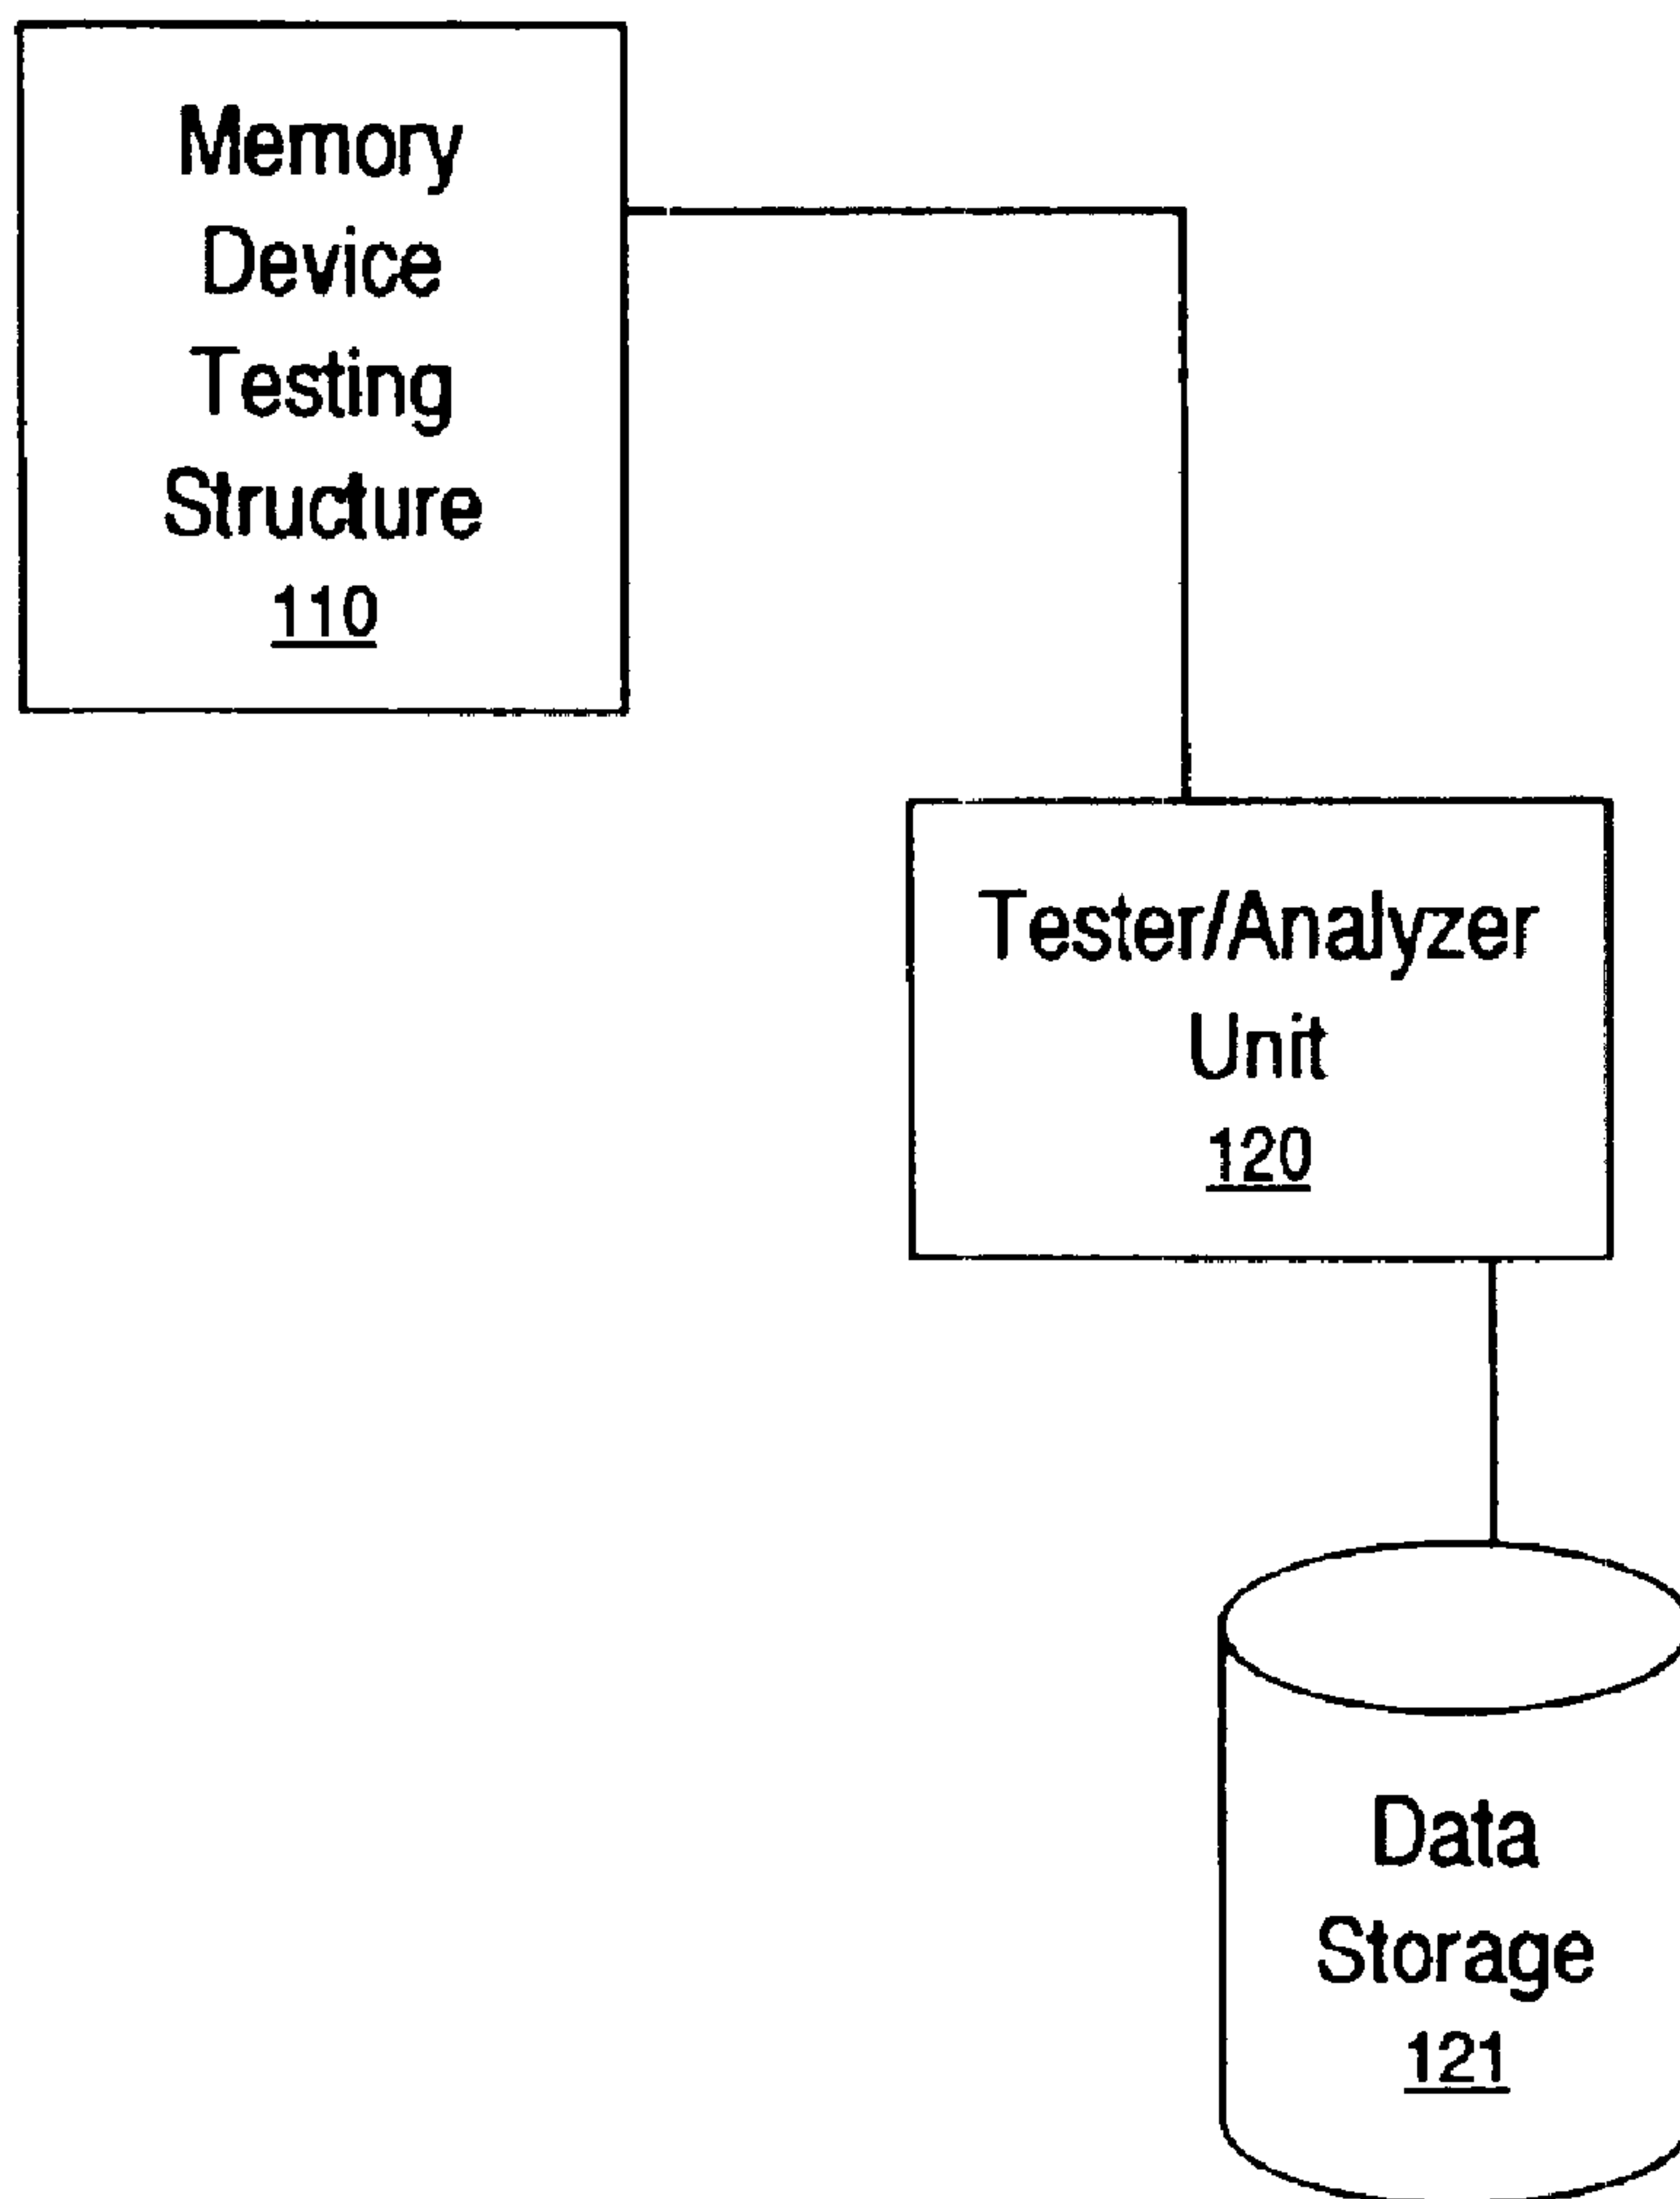 Memory
Device
Testing
Structure
110
Tester/Analyzer
Unit
120
Data
Storage
121